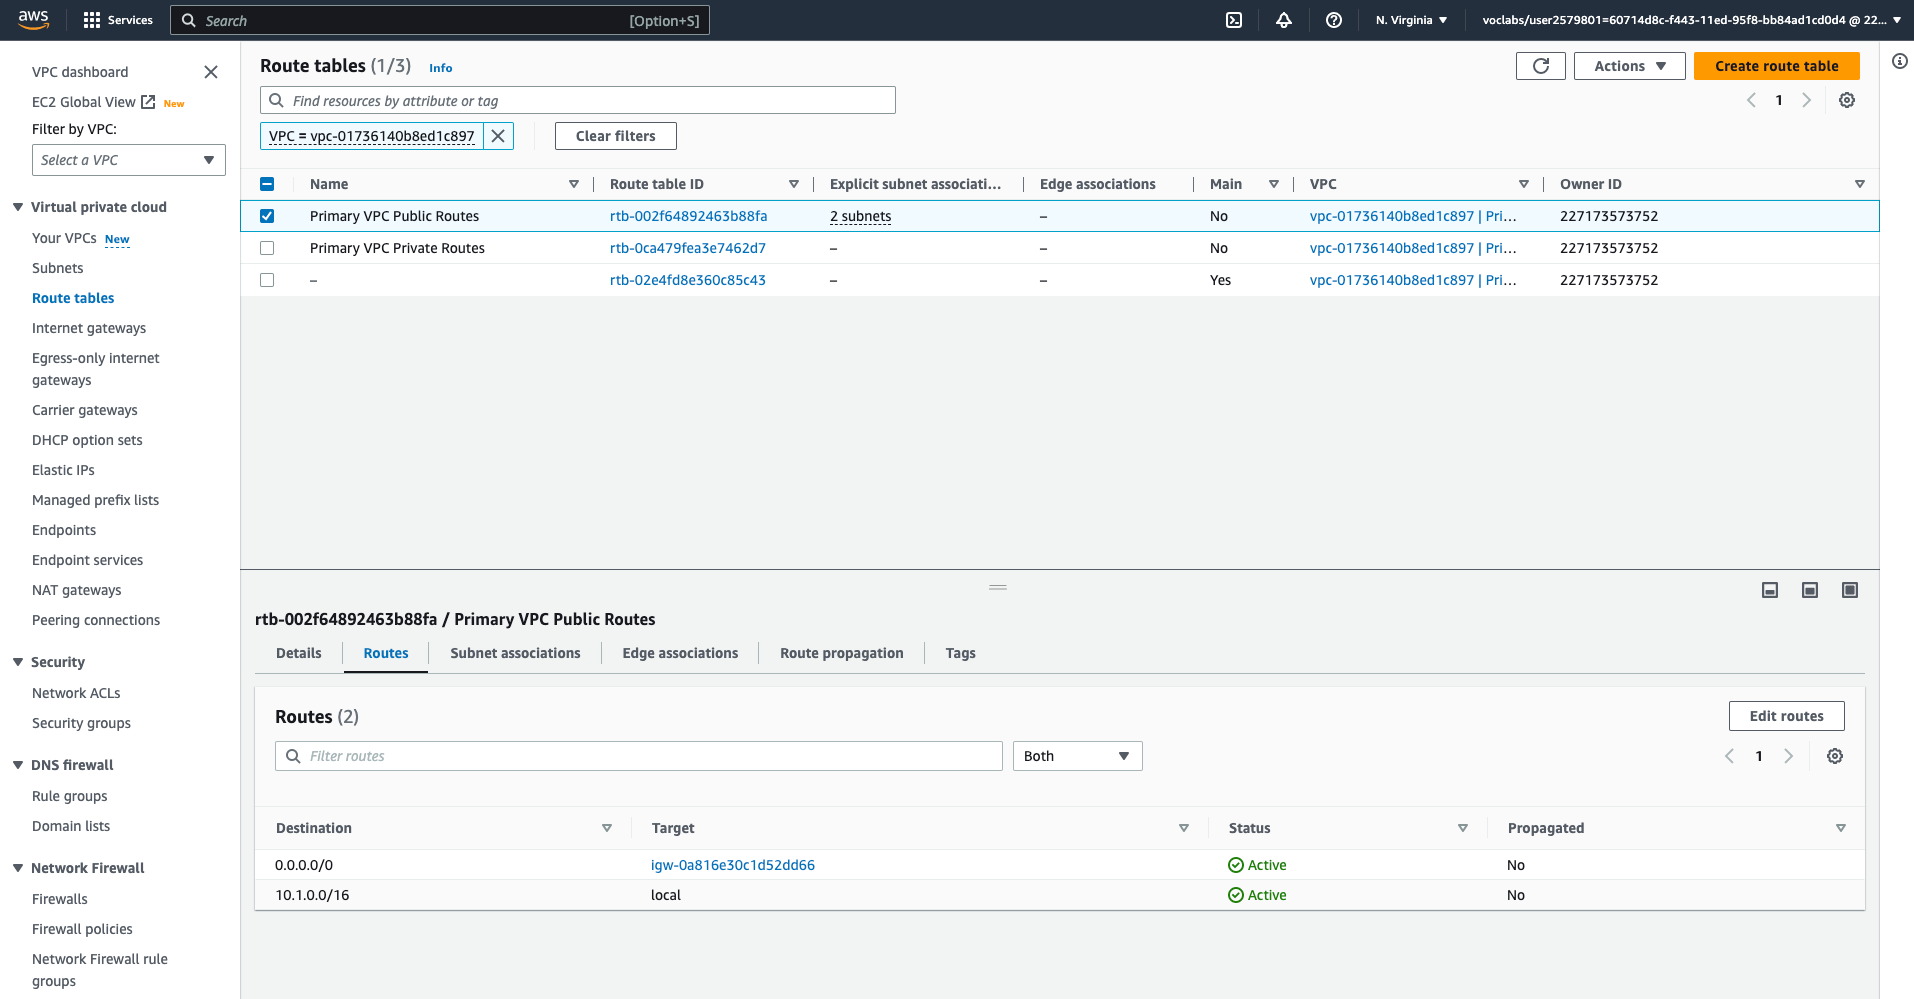 aws
Services
Search
[Option+S]
N. Virginia
voclabs/user2579801=60714d8c-f443-11ed-95f8-bb84ad1cd0d4 @ 22...
VPC dashboard
EC2 Global View
New
Filter by VPC:
Select a VPC
Virtual private cloud
Your VPCs New
Subnets
Route tables
Internet gateways
Egress-only internet
gateways
Carrier gateways
DHCP option sets
Elastic IPs
Managed prefix lists
Endpoints
Endpoint services
NAT gateways
Peering connections
Security
Network ACLs
Security groups
DNS firewall
Rule groups
Domain lists
Network Firewall
Firewalls
Firewall policies
Network Firewall rule
groups
Route tables (1/3) Info
Actions
Create route table
Find resources by attribute or tag
1
VPC = vpc-01736140b8ed1c897
Clear filters
Name Route table ID Explicit subnet associati... Edge associations Main VPC Owner ID
Primary VPC Public Routes rtb-002f64892463b88fa 2 subnets – No vpc-01736140b8ed1c897 | Pri... 227173573752
Primary VPC Private Routes rtb-0ca479fea3e7462d7 – – No vpc-01736140b8ed1c897 | Pri... 227173573752
– rtb-02e4fd8e360c85c43 – – Yes vpc-01736140b8ed1c897 | Pri... 227173573752
rtb-002f64892463b88fa / Primary VPC Public Routes
Details Routes Subnet associations Edge associations Route propagation Tags
Routes (2)
Edit routes
Filter routes
Both
1
Destination Target Status Propagated
0.0.0.0/0 igw-0a816e30c1d52dd66 Active No
10.1.0.0/16 local Active No